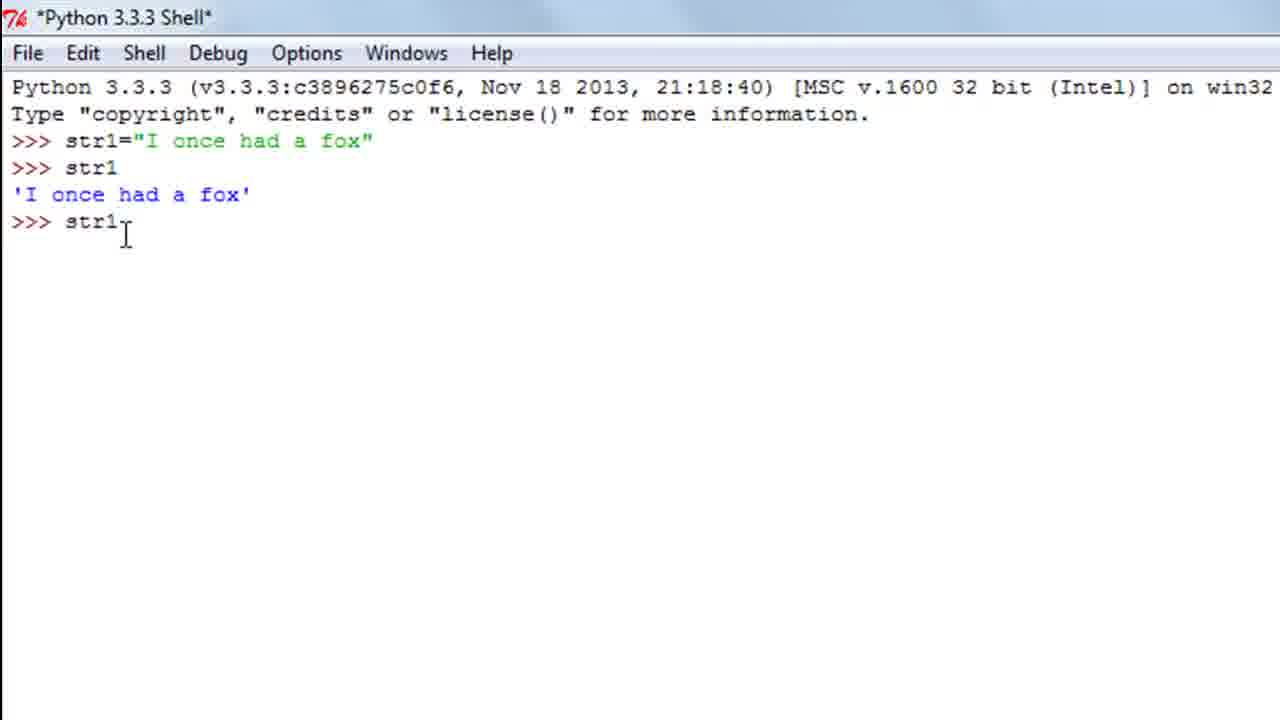 *Python 3.3.3 Shell*
File Edit Shell Debug Options Windows Help
Python 3.3.3 (v3.3.3:c3896275c0f6, Nov 18 2013, 21:18:40) [MSC v.1600 32 bit (Intel)] on win32
Type "copyright", "credits" or "license()" for more information.
>>> str1="I once had a fox"
>>> str1
'I once had a fox'
>>> str1